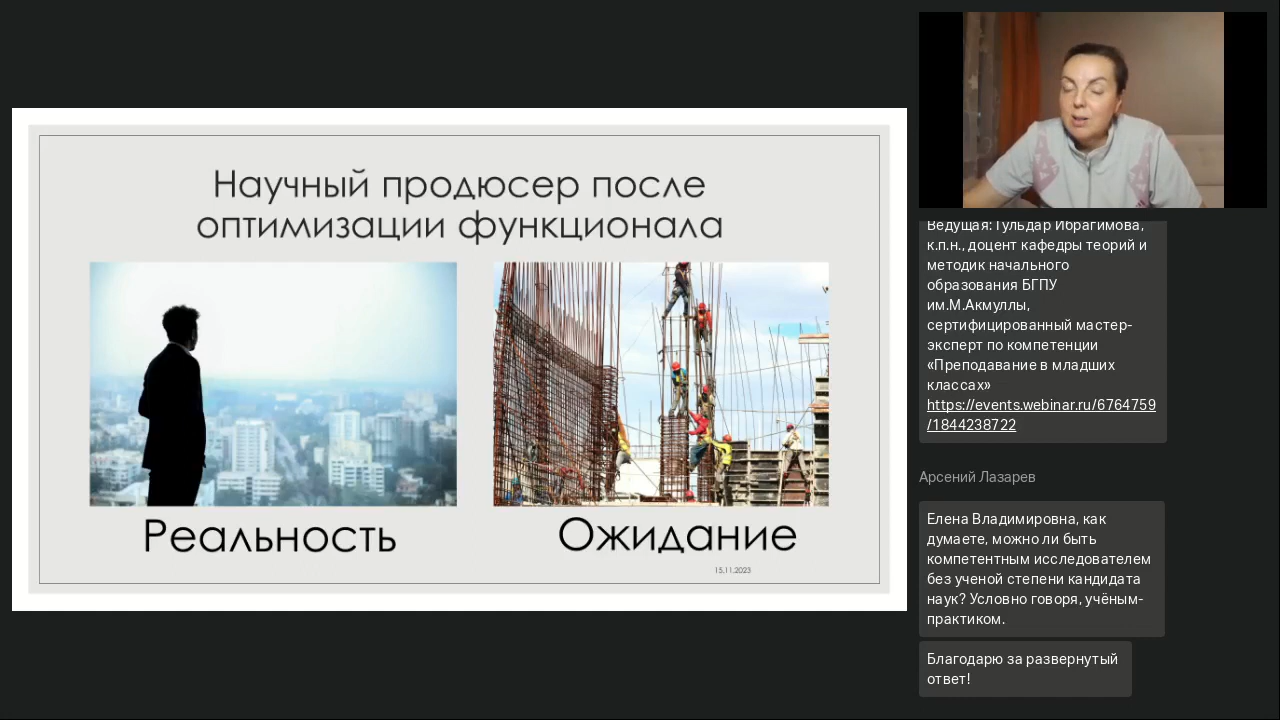 Научный продюсер после
оптимизации функционала
Реальность
Ожидание
15.11.2023
Ведущая: Гульдар Ибрагимова,
к.п.н., доцент кафедры теорий и
методик начального
образования БГПУ
им.М.Акмуллы,
сертифицированный мастер-
эксперт по компетенции
«Преподавание в младших
классах»
https://events.webinar.ru/6764759
/1844238722
Арсений Лазарев
Елена Владимировна, как
думаете, можно ли быть
компетентным исследователем
без ученой степени кандидата
наук? Условно говоря, учёным-
практиком.
Благодарю за развернутый
ответ!